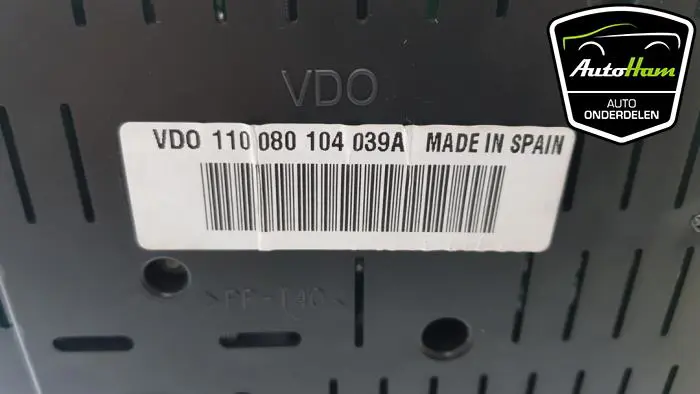 VDO
VDO 110 080 104 039A MADE IN SPAIN
AutoHam
AUTO
ONDERDELEN